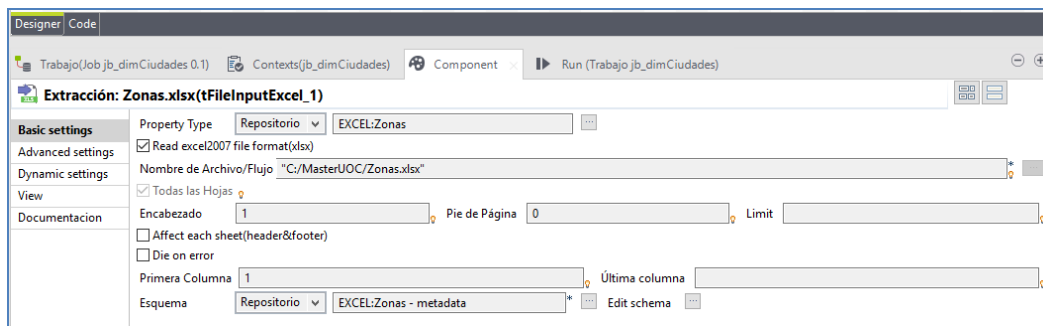 Designer Code
Trabajo(Job jb_dimCiudades 0.1) Contexts(jb_dimCiudades) Component Run (Trabajo jb_dimCiudades)
Extracción: Zonas.xlsx(tFileInputExcel_1)
Basic settings
Advanced settings
Dynamic settings
View
Documentacion
Property Type Repositorio EXCEL:Zonas
Read excel2007 file format(xlsx)
Nombre de Archivo/Flujo "C:/MasterUOC/Zonas.xlsx" *
Todas las Hojas
Encabezado 1 Pie de Página 0 Limit
Affect each sheet(header&footer)
Die on error
Primera Columna 1 Última columna
Esquema Repositorio EXCEL:Zonas - metadata * Edit schema